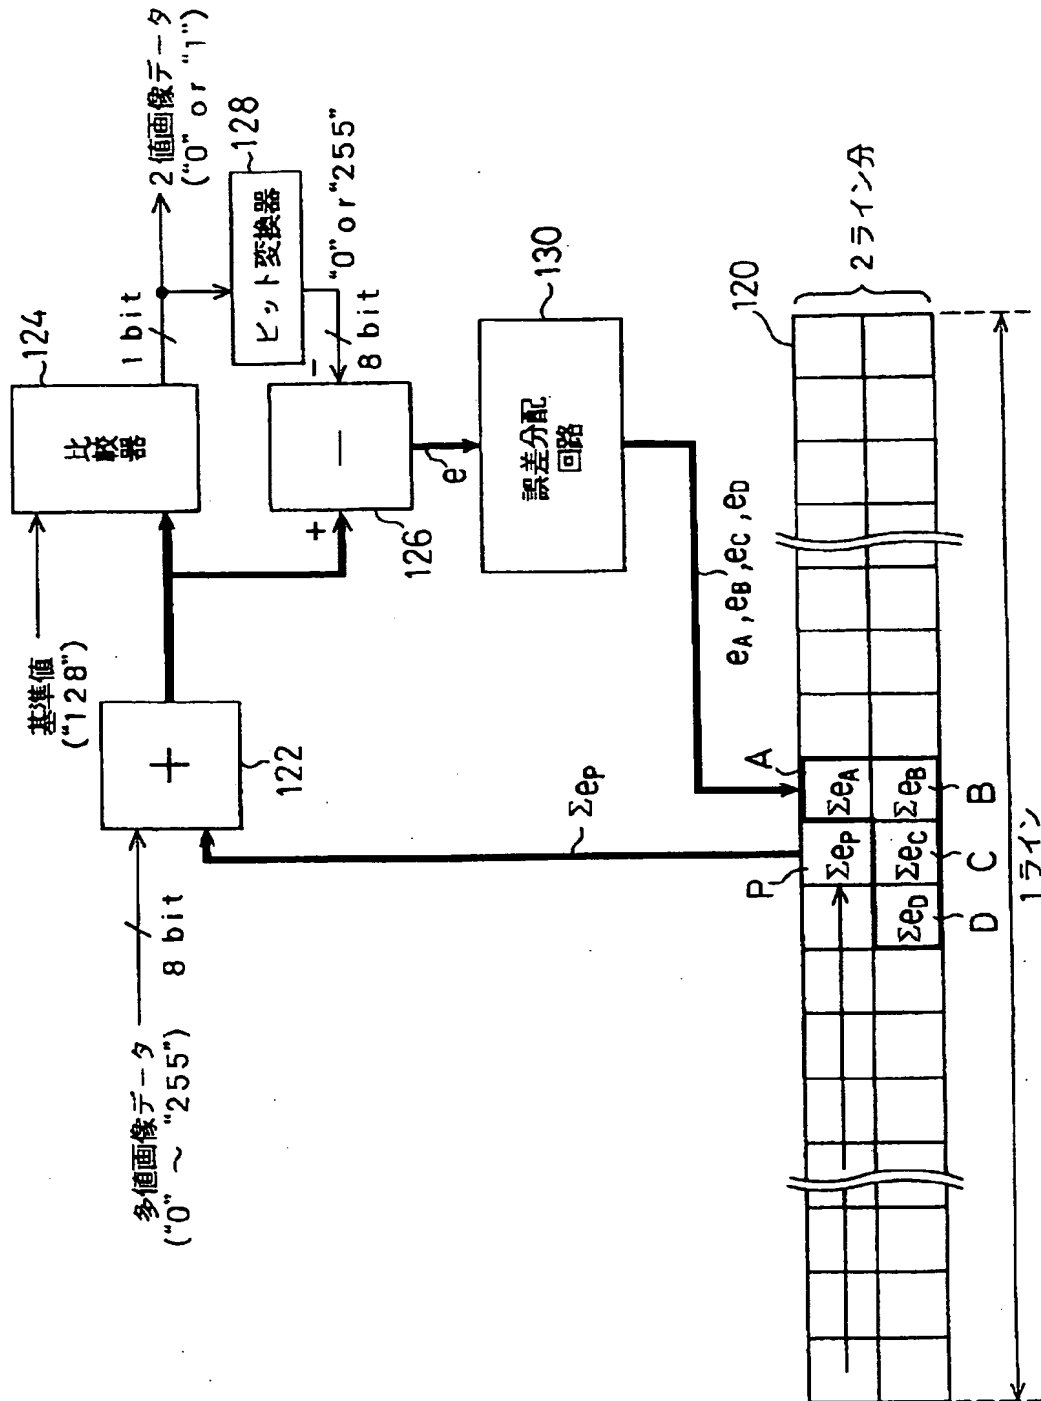 多値画像データ
(“0” ～ “255”)
8 bit
122
+
基準値
(“128”)
比較器
124
1 bit
2値画像データ
(“0” or “1”)
ビット変換器
128
“0” or “255”
8 bit
+
−
−
126
e
誤差分配
回路
130
eA , eB , eC , eD
ΣeP
P
A
ΣeP
ΣeA
ΣeD
ΣeC
ΣeB
D
C
B
120
2 ライン分
1 ライン